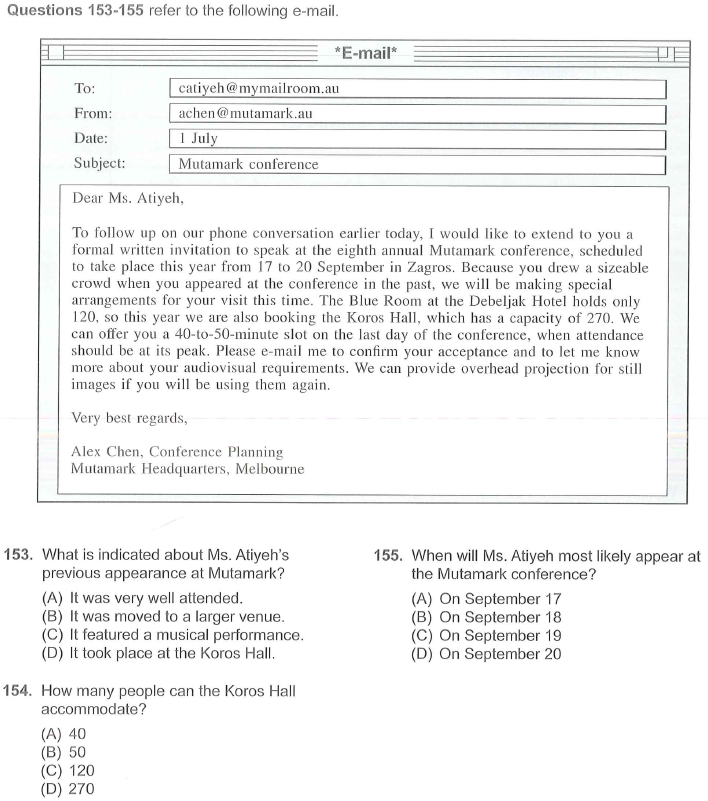 Questions 153-155 refer to the following e-mail.
*E-mail*
To: catiyeh@mymailroom.au
From: achen@mutamark.au
Date: 1 July
Subject: Mutamark conference
Dear Ms. Atiyeh,
To follow up on our phone conversation earlier today, I would like to extend to you a
formal written invitation to speak at the eighth annual Mutamark conference, scheduled
to take place this year from 17 to 20 September in Zagros. Because you drew a sizeable
crowd when you appeared at the conference in the past, we will be making special
arrangements for your visit this time. The Blue Room at the Debeljak Hotel holds only
120, so this year we are also booking the Koros Hall, which has a capacity of 270. We
can offer you a 40-to-50-minute slot on the last day of the conference, when attendance
should be at its peak. Please e-mail me to confirm your acceptance and to let me know
more about your audiovisual requirements. We can provide overhead projection for still
images if you will be using them again.
Very best regards,
Alex Chen, Conference Planning
Mutamark Headquarters, Melbourne
153. What is indicated about Ms. Atiyeh's
previous appearance at Mutamark?
(A) It was very well attended.
(B) It was moved to a larger venue.
(C) It featured a musical performance.
(D) It took place at the Koros Hall.
154. How many people can the Koros Hall
accommodate?
(A) 40
(B) 50
(C) 120
(D) 270
155. When will Ms. Atiyeh most likely appear at
the Mutamark conference?
(A) On September 17
(B) On September 18
(C) On September 19
(D) On September 20